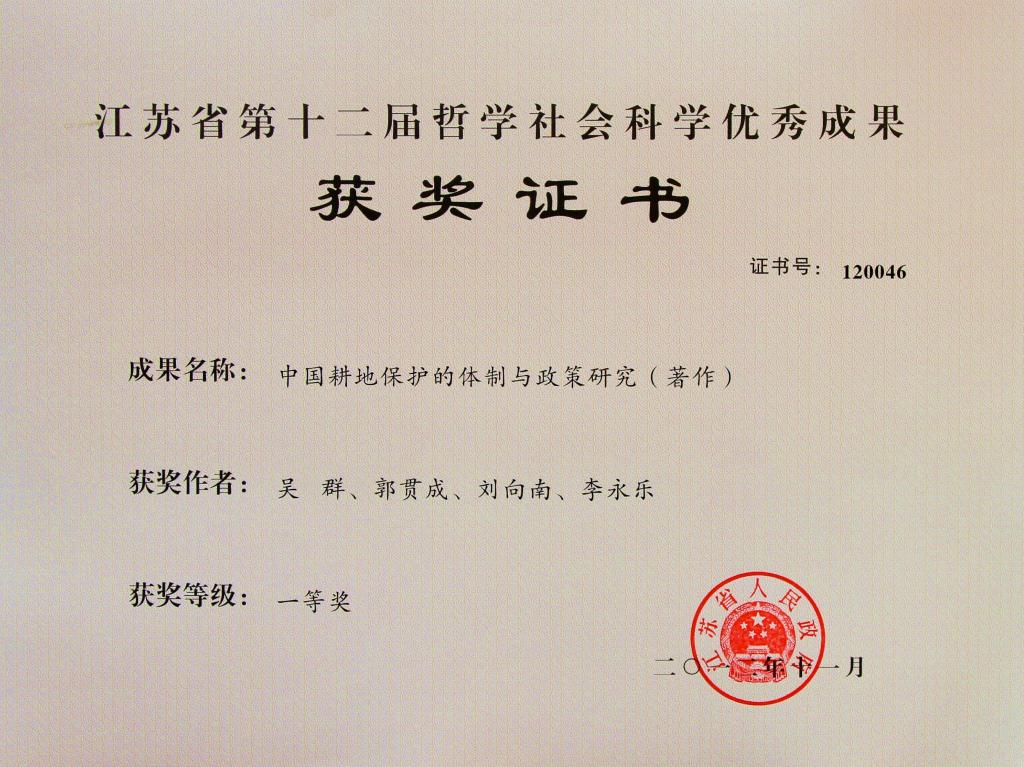 江苏省第十二届哲学社会科学优秀成果
获奖证书
证书号： 120046
成果名称： 中国耕地保护的体制与政策研究（著作）
获奖作者： 吴 群、郭贯成、刘向南、李永乐
获奖等级： 一等奖
江苏省人民政府
二〇一二年十一月